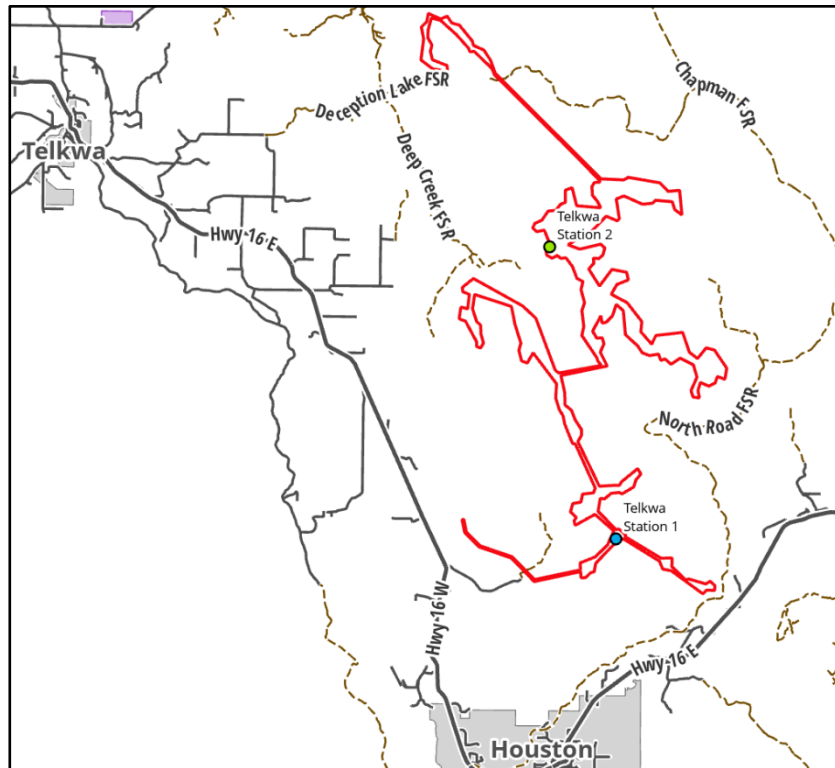 Chapman FSR
Deception Lake FSR
Telkwa
Deep Creek FSR
Telkwa
Station 2
Hwy 16 E
North Road FSR
Telkwa
Station 1
Hwy 16 W
Hwy 16 E
Houston